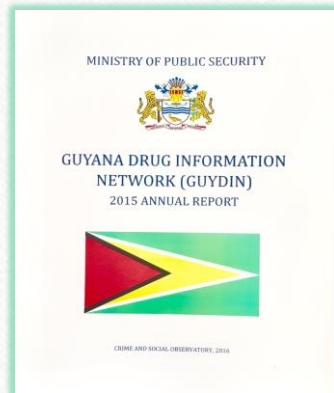 MINISTRY OF PUBLIC SECURITY
GUYANA DRUG INFORMATION
NETWORK (GUYDIN)
2015 ANNUAL REPORT
CRIME AND SOCIAL OBSERVATORY, 2016